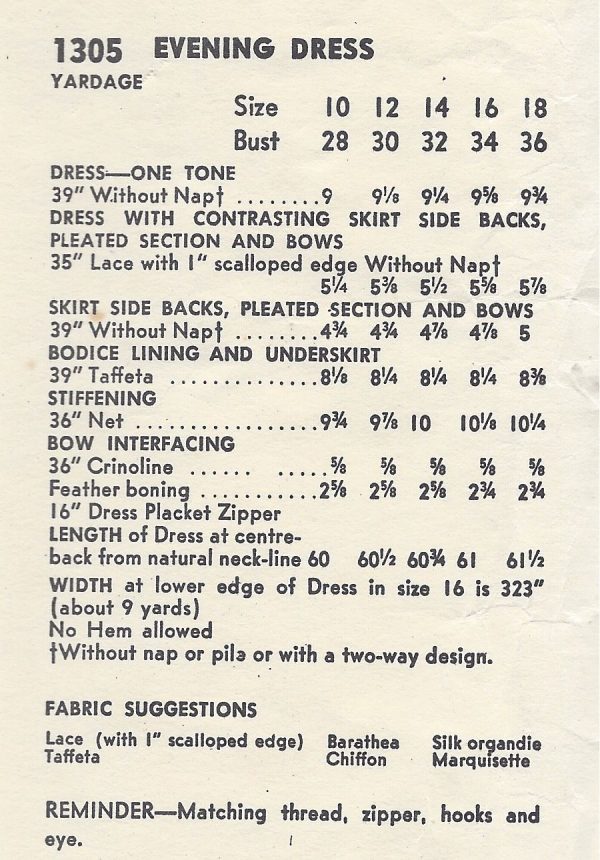 1305 EVENING DRESS
YARDAGE
Size 10 12 14 16 18
Bust 28 30 32 34 36
DRESS—ONE TONE
39" Without Nap† ........9 9⅛ 9¼ 9⅝ 9¾
DRESS WITH CONTRASTING SKIRT SIDE BACKS,
PLEATED SECTION AND BOWS
35" Lace with 1" scalloped edge Without Nap†
5¼ 5⅜ 5½ 5⅝ 5⅞
SKIRT SIDE BACKS, PLEATED SECTION AND BOWS
39" Without Nap† ........4¾ 4¾ 4⅞ 4⅞ 5
BODICE LINING AND UNDERSKIRT
39" Taffeta ..............8⅛ 8¼ 8¼ 8¼ 8⅜
STIFFENING
36" Net .................9¾ 9⅞ 10 10⅛ 10¼
BOW INTERFACING
36" Crinoline ...... .....⅝ ⅝ ⅝ ⅝ ⅝
Feather boning ...........2⅝ 2⅝ 2⅝ 2¾ 2¾
16" Dress Placket Zipper
LENGTH of Dress at centre-
back from natural neck-line 60 60½ 60¾ 61 61½
WIDTH at lower edge of Dress in size 16 is 323"
(about 9 yards)
No Hem allowed
†Without nap or pile or with a two-way design.
FABRIC SUGGESTIONS
Lace (with 1" scalloped edge) Barathea Silk organdie
Taffeta Chiffon Marquisette
REMINDER—Matching thread, zipper, hooks and
eye.